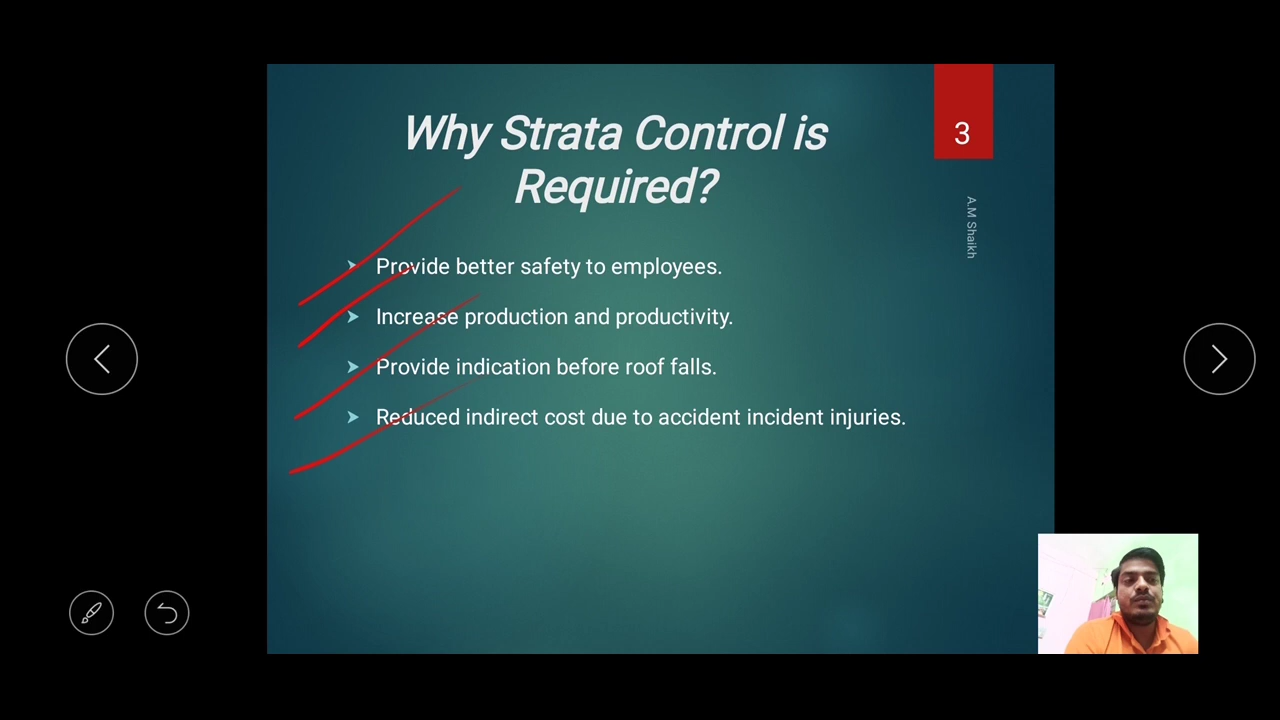 Why Strata Control is
Required?
3
A.M Shaikh
Provide better safety to employees.
Increase production and productivity.
Provide indication before roof falls.
Reduced indirect cost due to accident incident injuries.